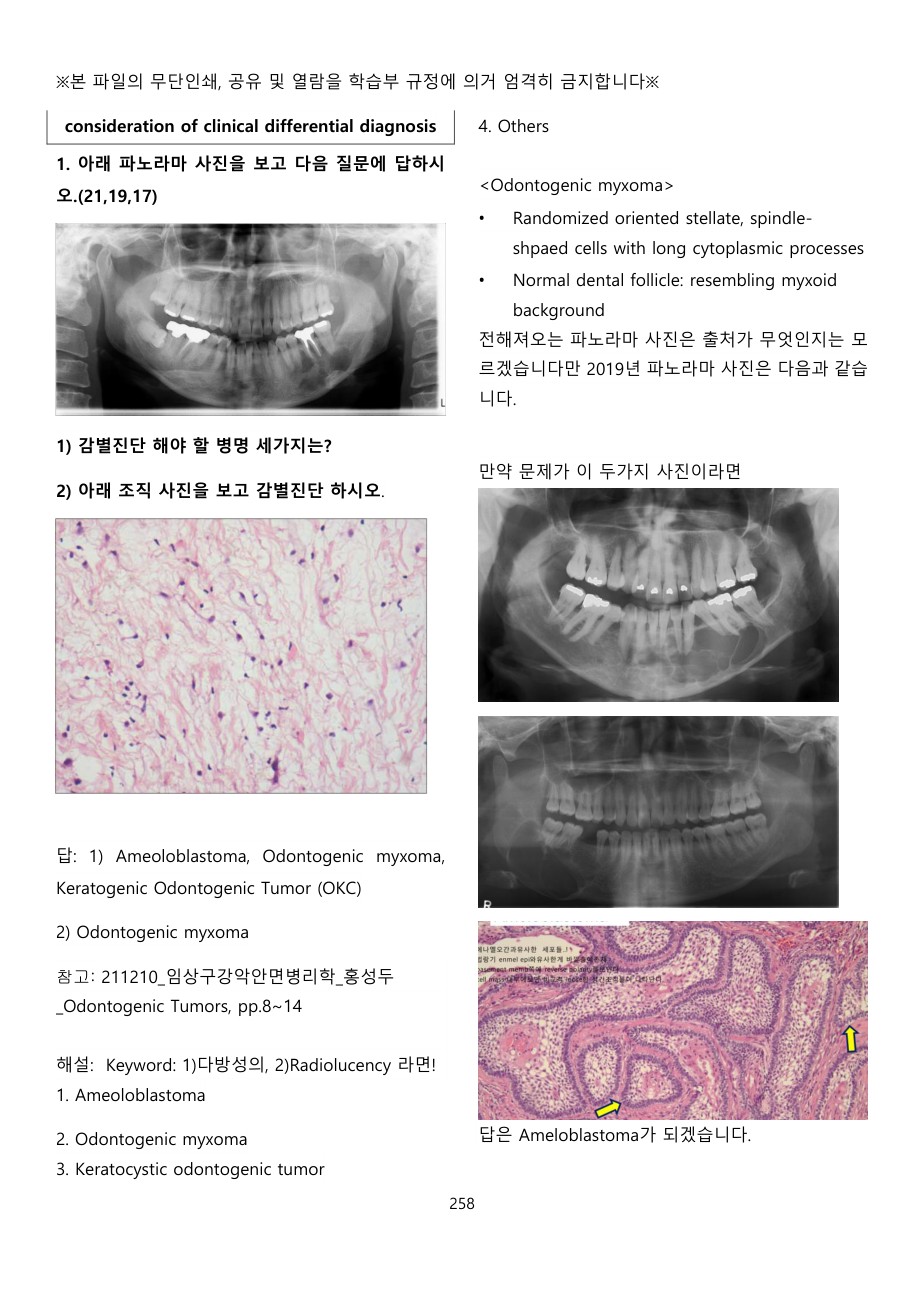 ※본 파일의 무단인쇄, 공유 및 열람을 학습부 규정에 의거 엄격히 금지합니다※
consideration of clinical differential diagnosis
1. 아래 파노라마 사진을 보고 다음 질문에 답하시
오.(21,19,17)
L
1) 감별진단 해야 할 병명 세가지는?
2) 아래 조직 사진을 보고 감별진단 하시오.
답: 1) Ameoloblastoma, Odontogenic myxoma,
Keratogenic Odontogenic Tumor (OKC)
2) Odontogenic myxoma
참고: 211210_임상구강악안면병리학_홍성두
_Odontogenic Tumors, pp.8~14
해설: Keyword: 1)다방성의, 2)Radiolucency 라면!
1. Ameoloblastoma
2. Odontogenic myxoma
3. Keratocystic odontogenic tumor
4. Others
<Odontogenic myxoma>
• Randomized oriented stellate, spindle-
shpaed cells with long cytoplasmic processes
• Normal dental follicle: resembling myxoid
background
전해져오는 파노라마 사진은 출처가 무엇인지는 모
르겠습니다만 2019년 파노라마 사진은 다음과 같습
니다.
만약 문제가 이 두가지 사진이라면
R
답은 Ameloblastoma가 되겠습니다.
258